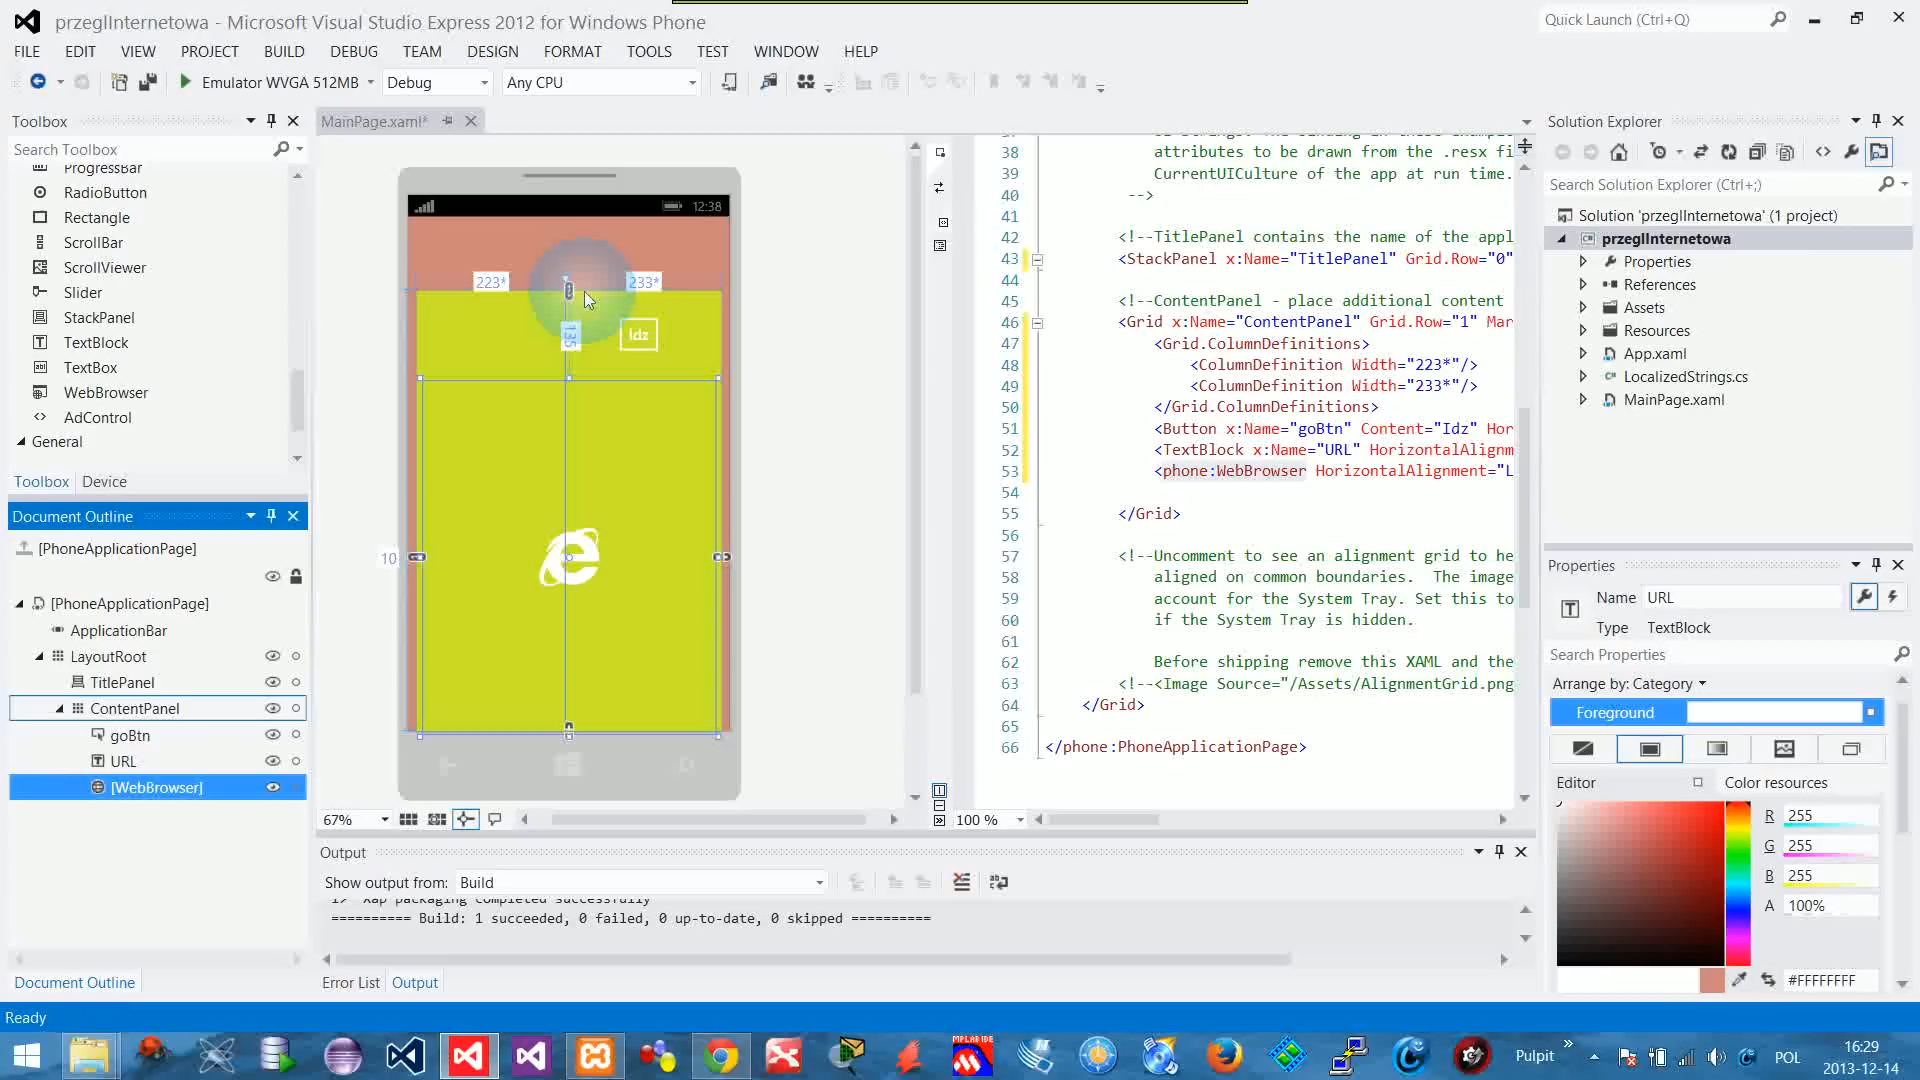 przeglInternetowa - Microsoft Visual Studio Express 2012 for Windows Phone
Quick Launch (Ctrl+Q)
FILE EDIT VIEW PROJECT BUILD DEBUG TEAM DESIGN FORMAT TOOLS TEST WINDOW HELP
Emulator WVGA 512MB Debug Any CPU
Toolbox
Search Toolbox
ProgressBar
RadioButton
Rectangle
ScrollBar
ScrollViewer
Slider
StackPanel
TextBlock
TextBox
WebBrowser
AdControl
General
Toolbox Device
Document Outline
[PhoneApplicationPage]
[PhoneApplicationPage]
ApplicationBar
LayoutRoot
TitlePanel
ContentPanel
goBtn
URL
[WebBrowser]
Document Outline
MainPage.xaml*
12:38
223* 233*
135
Idz
10
67%
38 attributes to be drawn from the .resx fi
39 CurrentUICulture of the app at run time.
40 -->
41
42 <!--TitlePanel contains the name of the appl
43 <StackPanel x:Name="TitlePanel" Grid.Row="0"
44
45 <!--ContentPanel - place additional content
46 <Grid x:Name="ContentPanel" Grid.Row="1" Mar
47 <Grid.ColumnDefinitions>
48 <ColumnDefinition Width="223*"/>
49 <ColumnDefinition Width="233*"/>
50 </Grid.ColumnDefinitions>
51 <Button x:Name="goBtn" Content="Idz" Hor
52 <TextBlock x:Name="URL" HorizontalAlignm
53 <phone:WebBrowser HorizontalAlignment="L
54
55 </Grid>
56
57 <!--Uncomment to see an alignment grid to he
58 aligned on common boundaries.  The image
59 account for the System Tray. Set this to
60 if the System Tray is hidden.
61
62 Before shipping remove this XAML and the
63 <!--<Image Source="/Assets/AlignmentGrid.png
64 </Grid>
65
66 </phone:PhoneApplicationPage>
100 %
Output
Show output from: Build
1> Xap packaging completed successfully
========== Build: 1 succeeded, 0 failed, 0 up-to-date, 0 skipped ==========
Error List Output
Solution Explorer
Search Solution Explorer (Ctrl+;)
Solution 'przeglInternetowa' (1 project)
przeglInternetowa
Properties
References
Assets
Resources
App.xaml
LocalizedStrings.cs
MainPage.xaml
Properties
Name URL
Type TextBlock
Search Properties
Arrange by: Category
Foreground
Editor Color resources
R 255
G 255
B 255
A 100%
#FFFFFFFF
Ready
MPLAB IDE
Pulpit
POL
16:29
2013-12-14